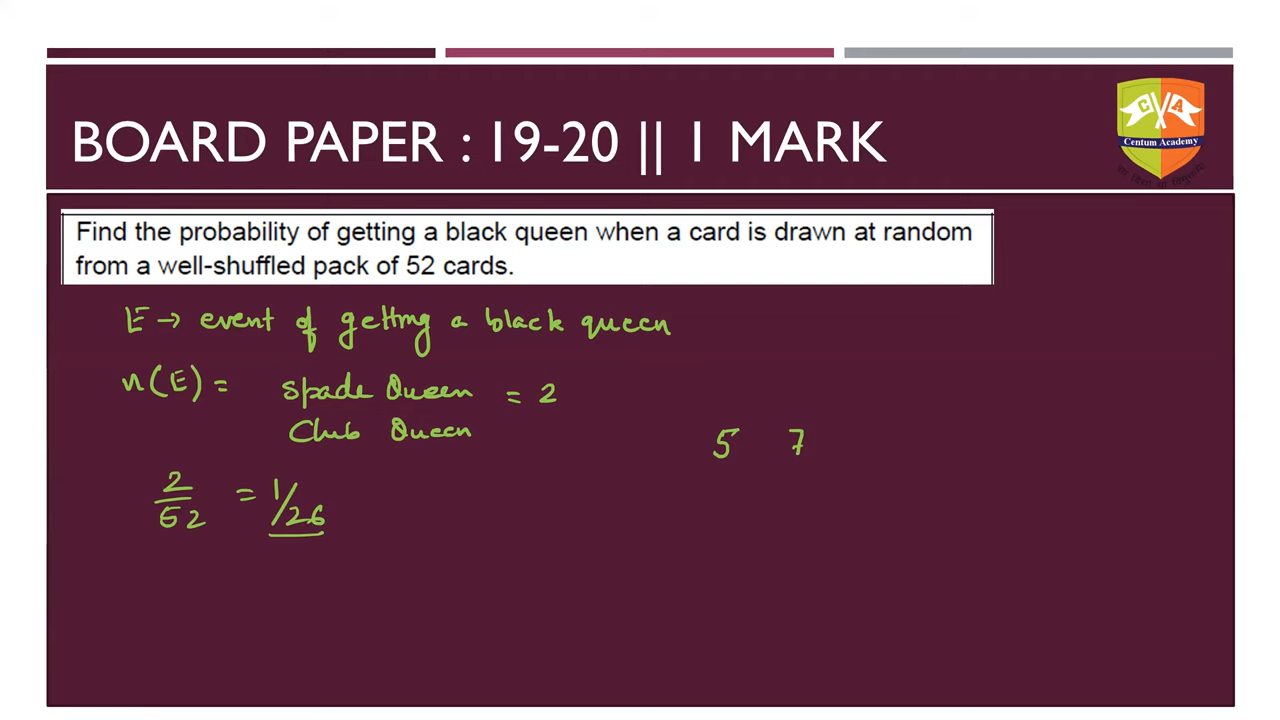 BOARD PAPER : 19-20 || 1 MARK
C A
Centum Academy
Find the probability of getting a black queen when a card is drawn at random
from a well-shuffled pack of 52 cards.
E → event of getting a black queen
n(E) = Spade Queen = 2
Club Queen
5 7
2/52 = 1/26